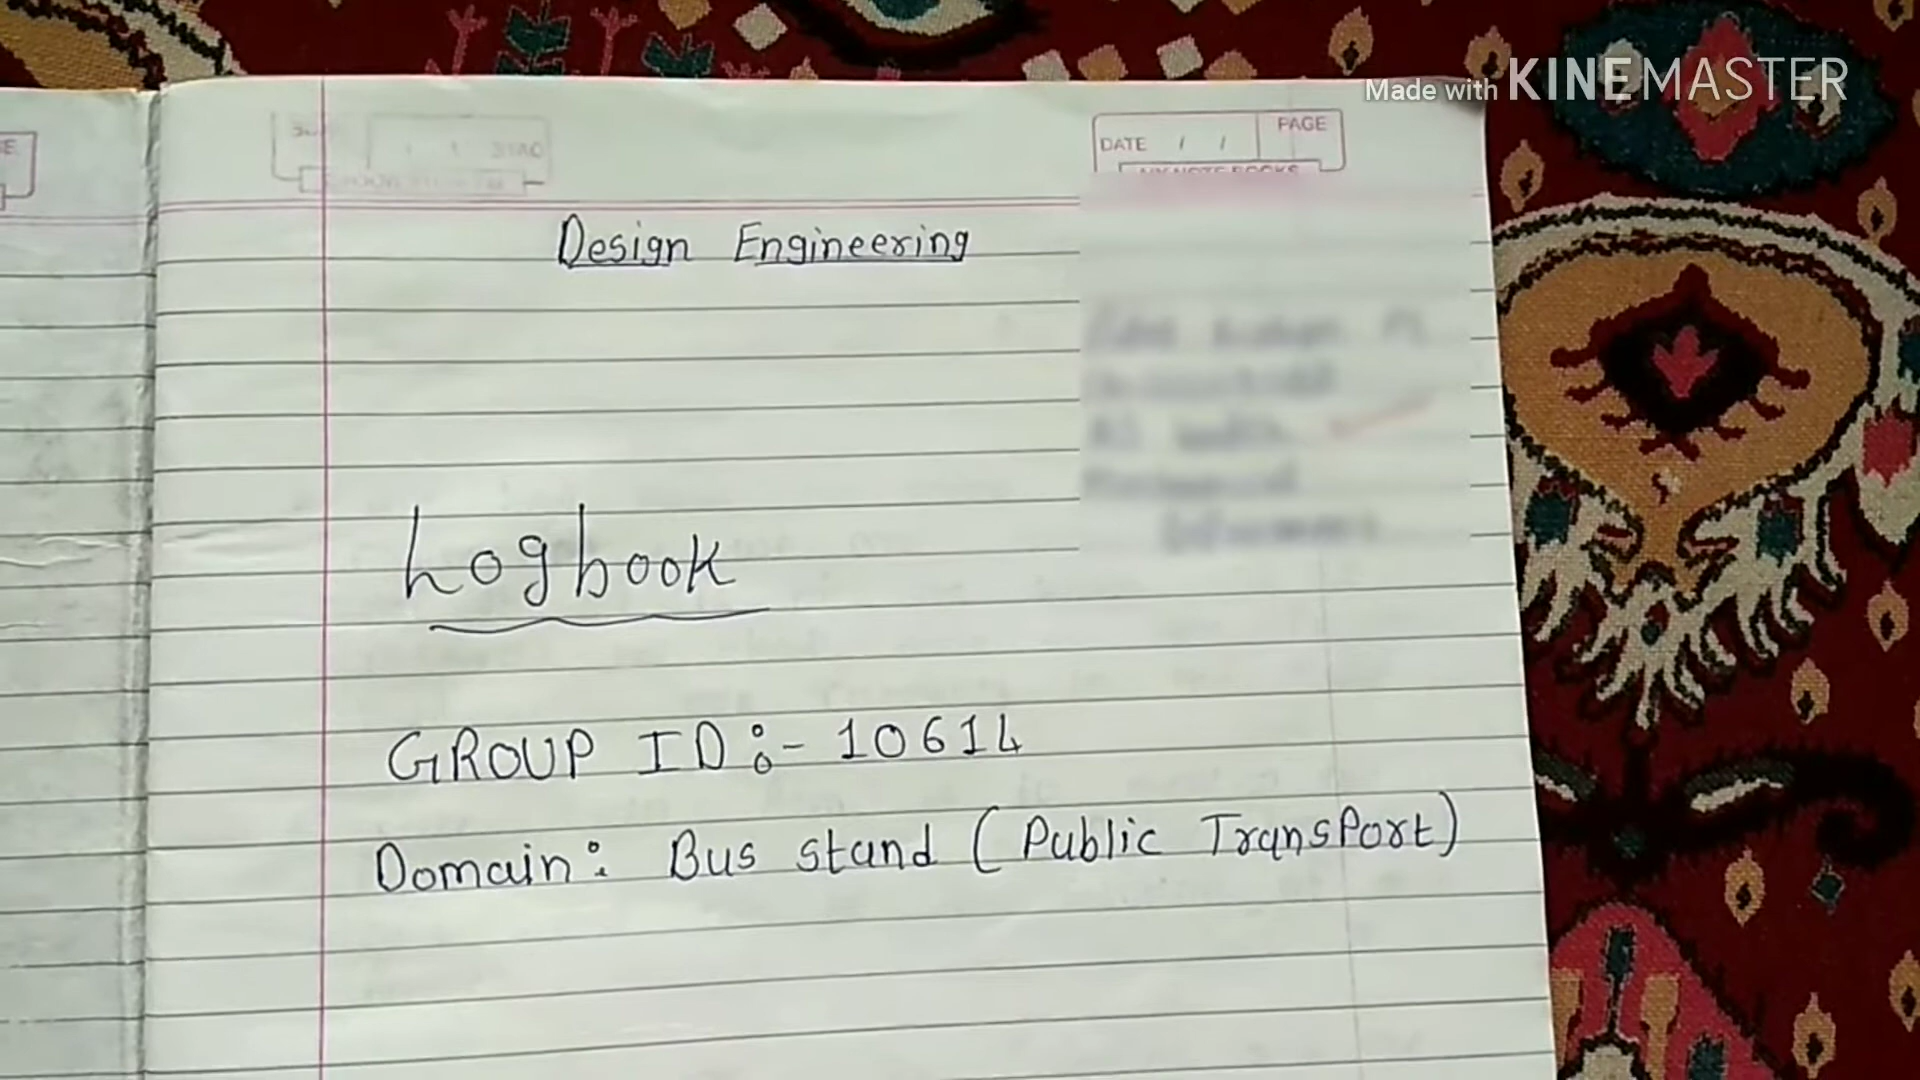 Made with KINEMASTER
PAGE
DATE / /
Design Engineering
Logbook
GROUP ID :- 10614
Domain: Bus stand (Public Transport)